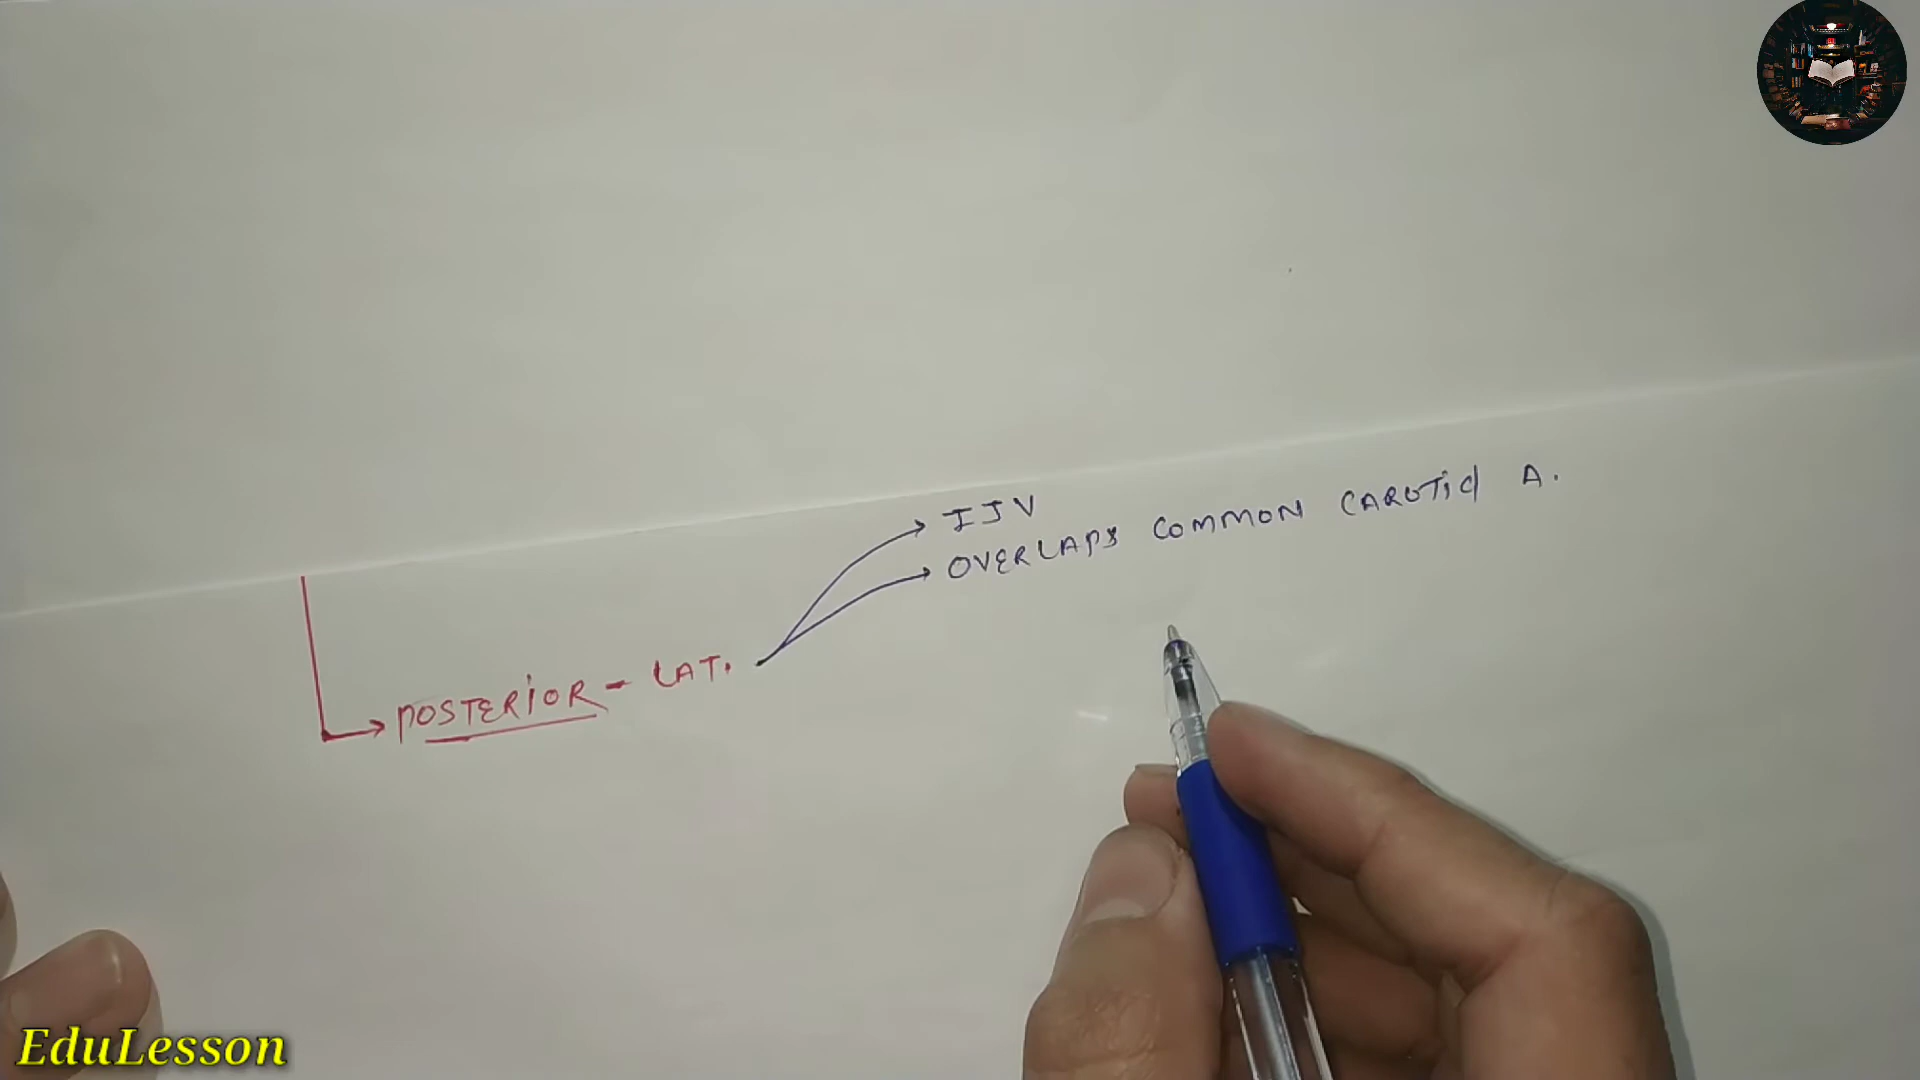 IJV
OVERLAPS COMMON CAROTID A.
POSTERIOR - LAT.
EduLesson